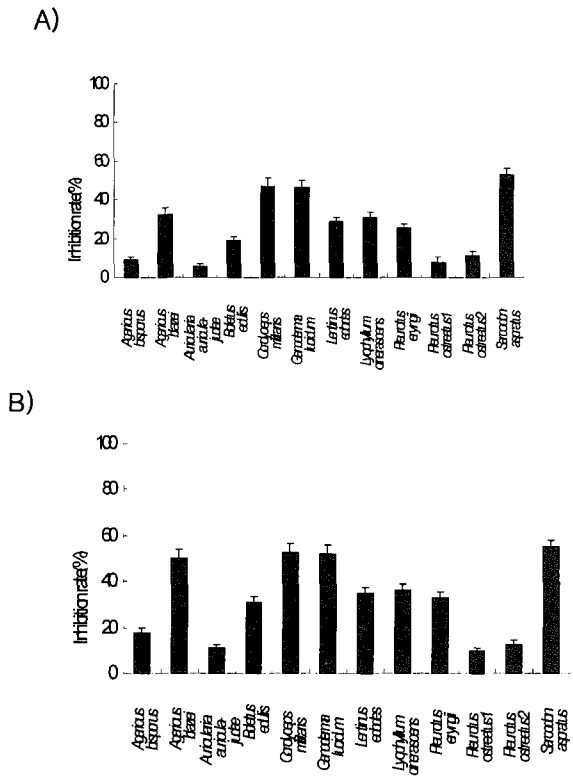 A)
Inhibition rate(%)
100
80
60
40
20
0
Agaricus bisporus
Agaricus blazei
Auricularia auricula-judae
Boletus edulis
Cordyceps militaris
Ganoderma lucidum
Lentinus edodes
Lyophyllum cinerascens
Pleurotus eryngi
Pleurotus ostreatus1
Pleurotus ostreatus2
Sarcodon aspratus
B)
Inhibition rate(%)
100
80
60
40
20
0
Agaricus bisporus
Agaricus blazei
Auricularia auricula-judae
Boletus edulis
Cordyceps militaris
Ganoderma lucidum
Lentinus edodes
Lyophyllum cinerascens
Pleurotus eryngi
Pleurotus ostreatus1
Pleurotus ostreatus2
Sarcodon aspratus